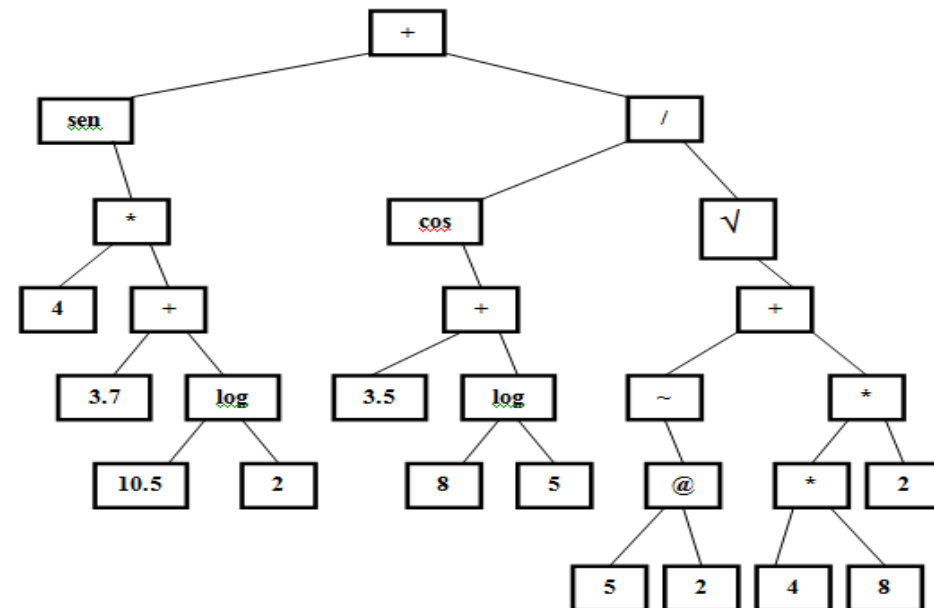 +
sen /
* cos √
4 + + +
3.7 log 3.5 log ~ *
10.5 2 8 5 @ * 2
5 2 4 8